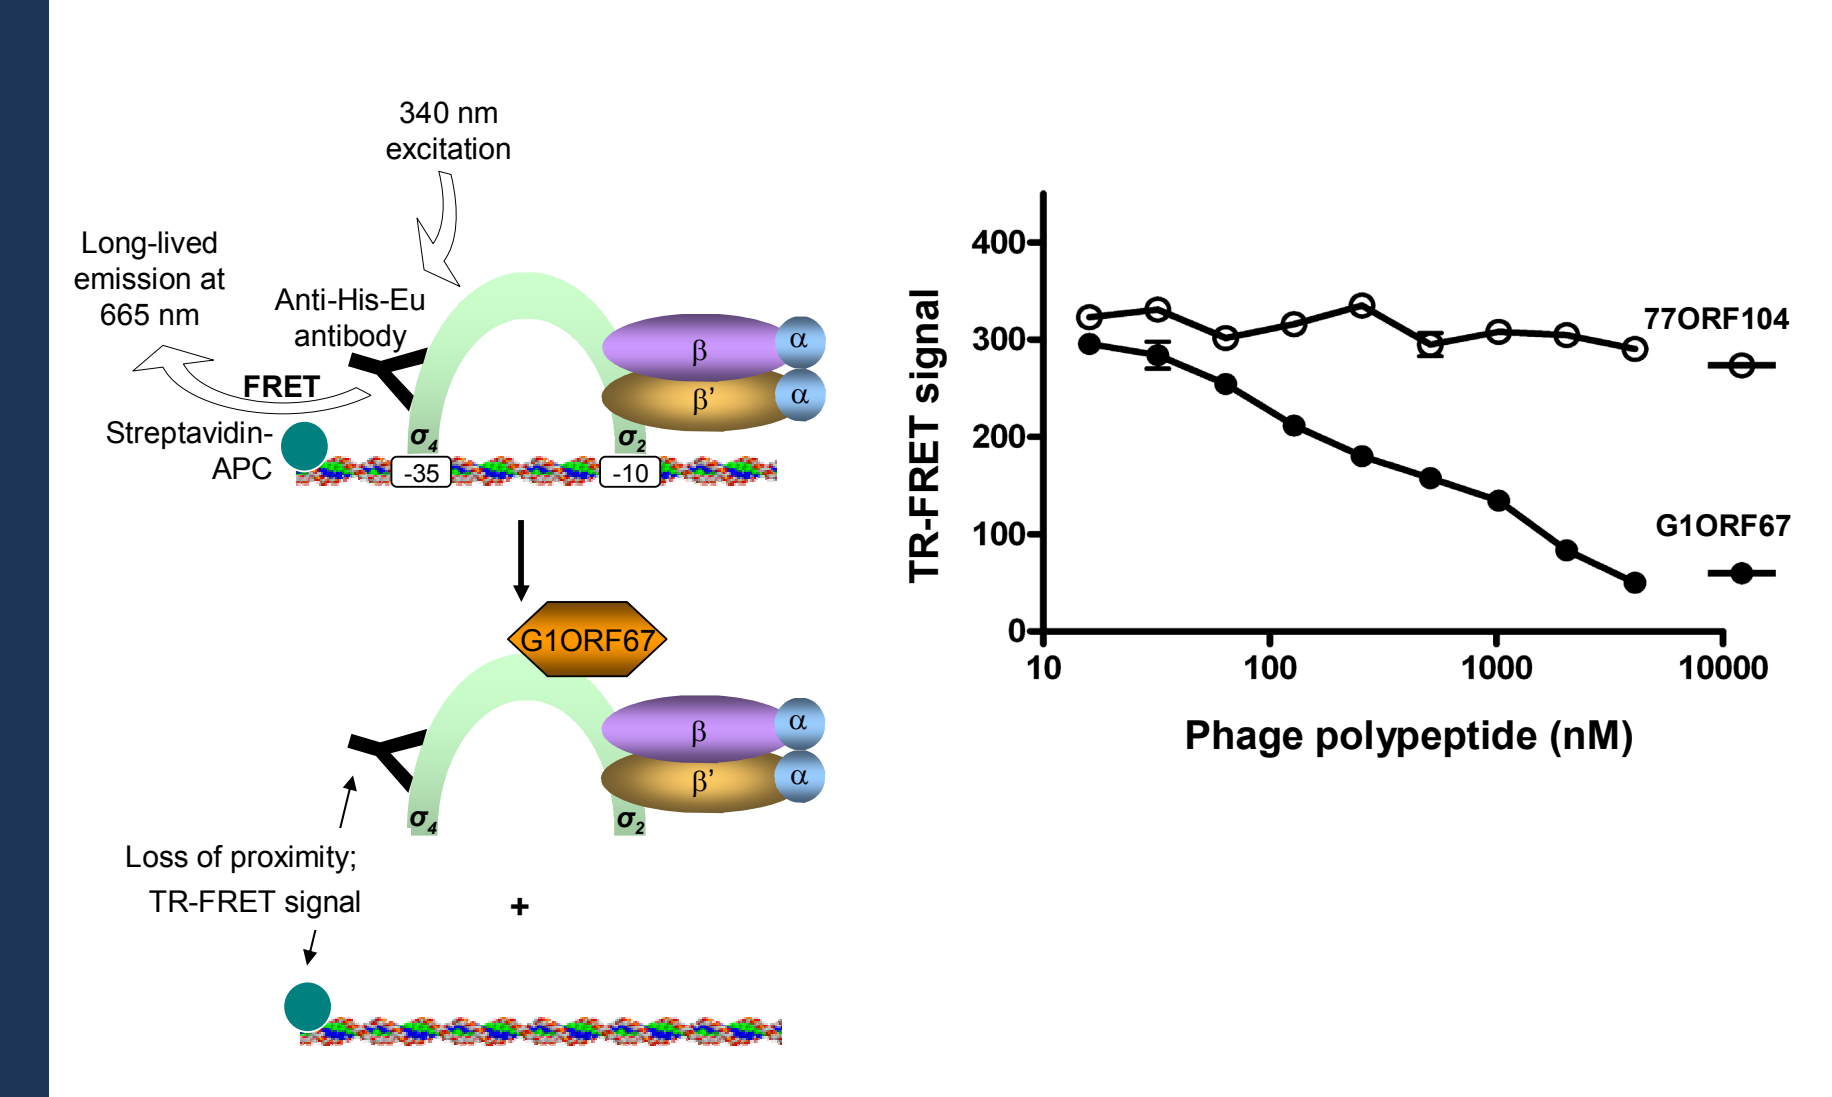 340 nm
excitation
Long-lived
emission at
665 nm
Anti-His-Eu
antibody
FRET
Streptavidin-
APC
β
α
β’
α
σ4
σ2
-35
-10
G1ORF67
β
α
β’
α
σ4
σ2
Loss of proximity;
TR-FRET signal
+
TR-FRET signal
400
300
200
100
0
10
100
1000
10000
Phage polypeptide (nM)
77ORF104
G1ORF67